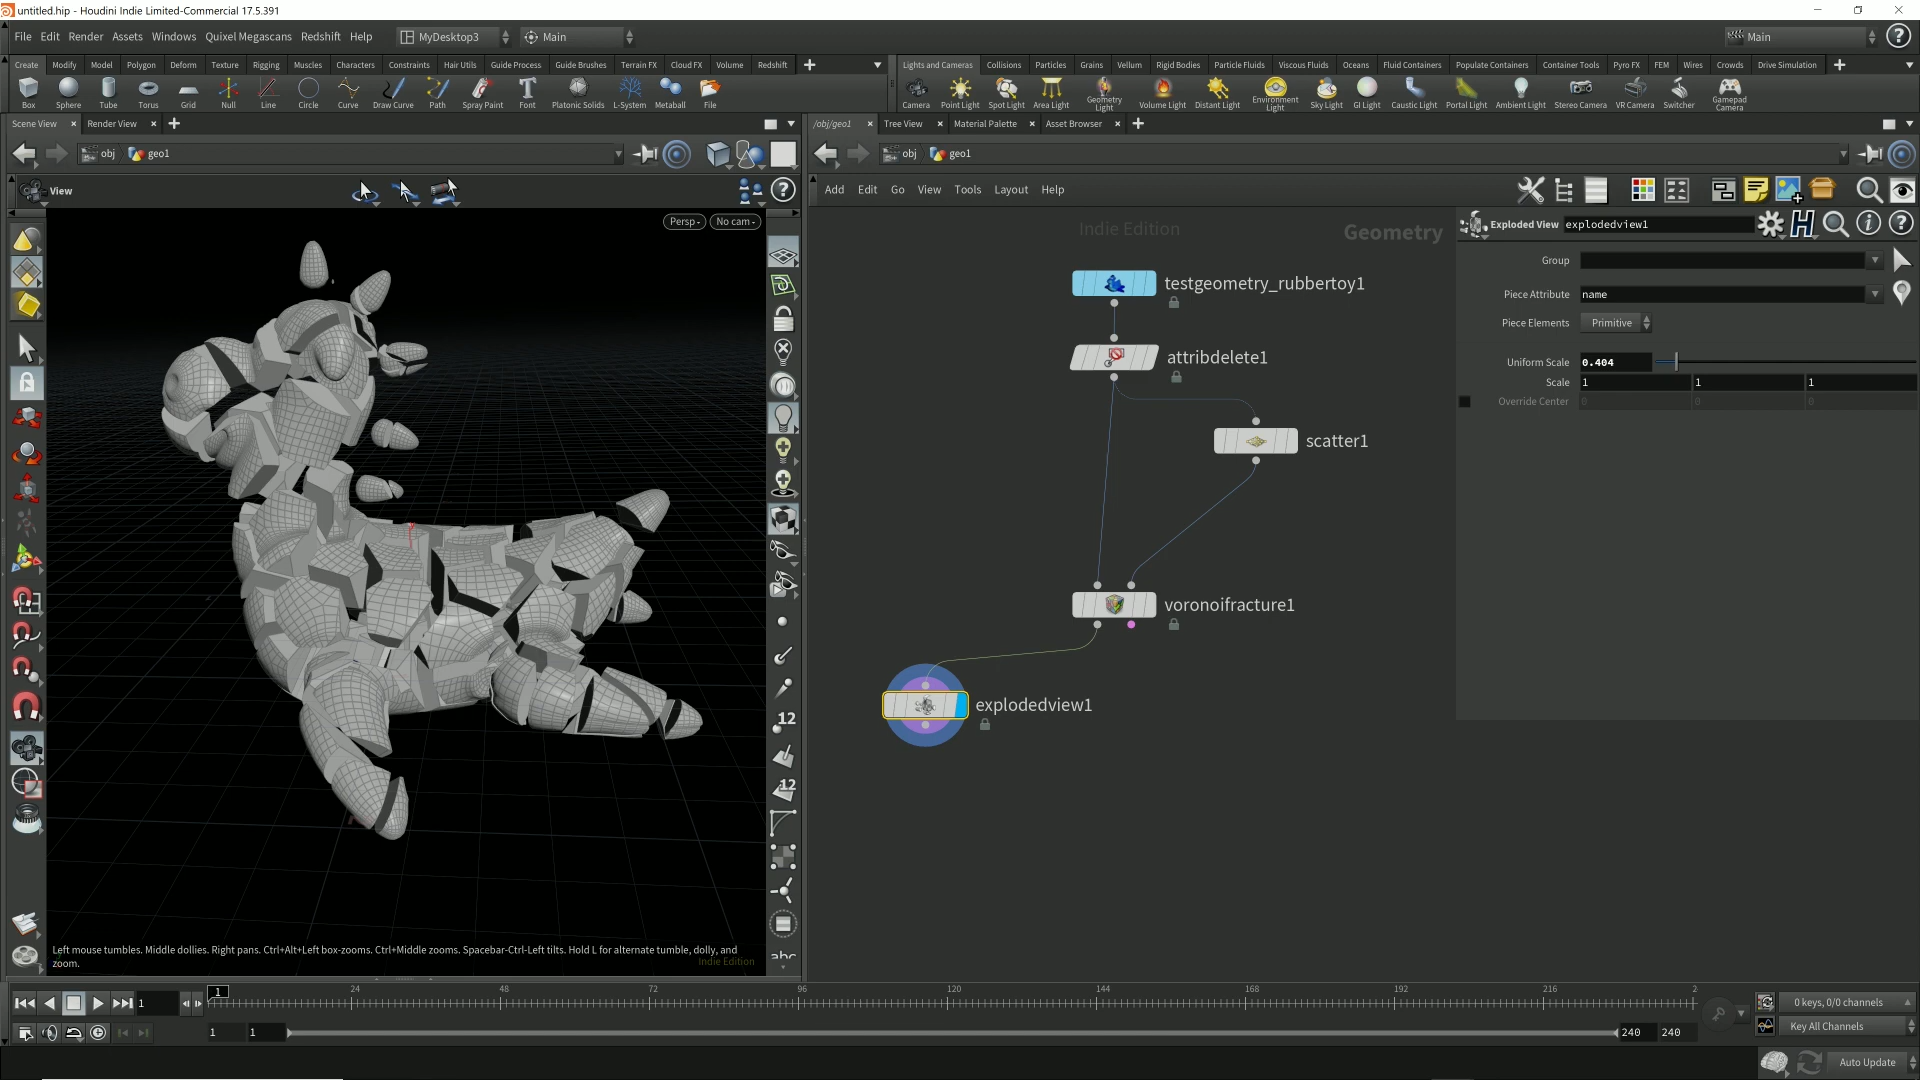 untitled.hip - Houdini Indie Limited-Commercial 17.5.391
File Edit Render Assets Windows Quixel Megascans Redshift Help MyDesktop3 Main Main
Create Modify Model Polygon Deform Texture Rigging Muscles Characters Constraints Hair Utils Guide Process Guide Brushes Terrain FX Cloud FX Volume Redshift
Lights and Cameras Collisions Particles Grains Vellum Rigid Bodies Particle Fluids Viscous Fluids Oceans Fluid Containers Populate Containers Container Tools Pyro FX FEM Wires Crowds Drive Simulation
Box Sphere Tube Torus Grid Null Line Circle Curve Draw Curve Path Spray Paint Font Platonic Solids L-System Metaball File
Camera Point Light Spot Light Area Light Geometry Light Volume Light Distant Light Environment Light Sky Light GI Light Caustic Light Portal Light Ambient Light Stereo Camera VR Camera Switcher Gamepad Camera
Scene View Render View
/obj/geo1 Tree View Material Palette Asset Browser
obj geo1
obj geo1
View
Add Edit Go View Tools Layout Help
Persp No cam
Indie Edition
Geometry
Exploded View explodedview1
Group
Piece Attribute name
Piece Elements Primitive
Uniform Scale 0.404
Scale 1 1 1
Override Center 0 0 0
testgeometry_rubbertoy1
attribdelete1
scatter1
voronoifracture1
explodedview1
12
12
abc
Left mouse tumbles. Middle dollies. Right pans. Ctrl+Alt+Left box-zooms. Ctrl+Middle zooms. Spacebar-Ctrl-Left tilts. Hold L for alternate tumble, dolly, and
zoom.
Indie Edition
1 1 24 48 72 96 120 144 168 192 216 2
0 keys, 0/0 channels
1 1 240 240
Key All Channels
Auto Update